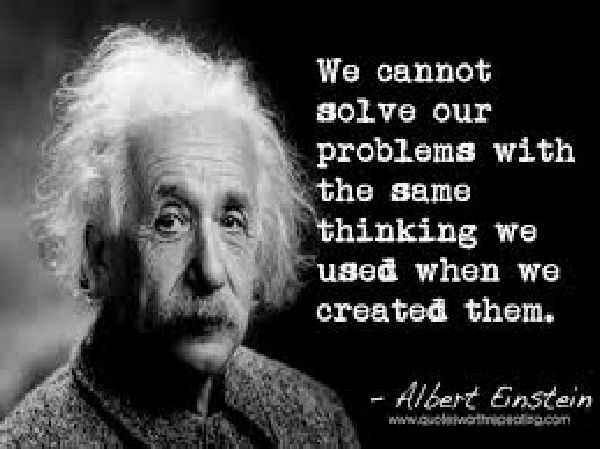 We cannot
solve our
problems with
the same
thinking we
used when we
created them.
- Albert Einstein
www.quotesworthrepeating.com